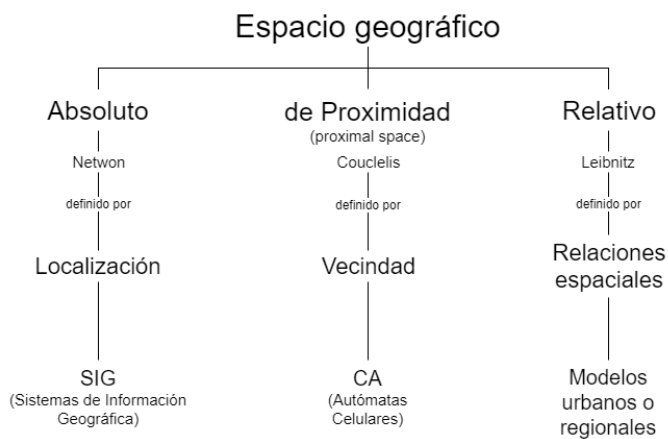 Espacio geográfico
Absoluto
Netwon
definido por
Localización
SIG
(Sistemas de Información
Geográfica)
de Proximidad
(proximal space)
Couclelis
definido por
Vecindad
CA
(Autómatas
Celulares)
Relativo
Leibnitz
definido por
Relaciones
espaciales
Modelos
urbanos o
regionales